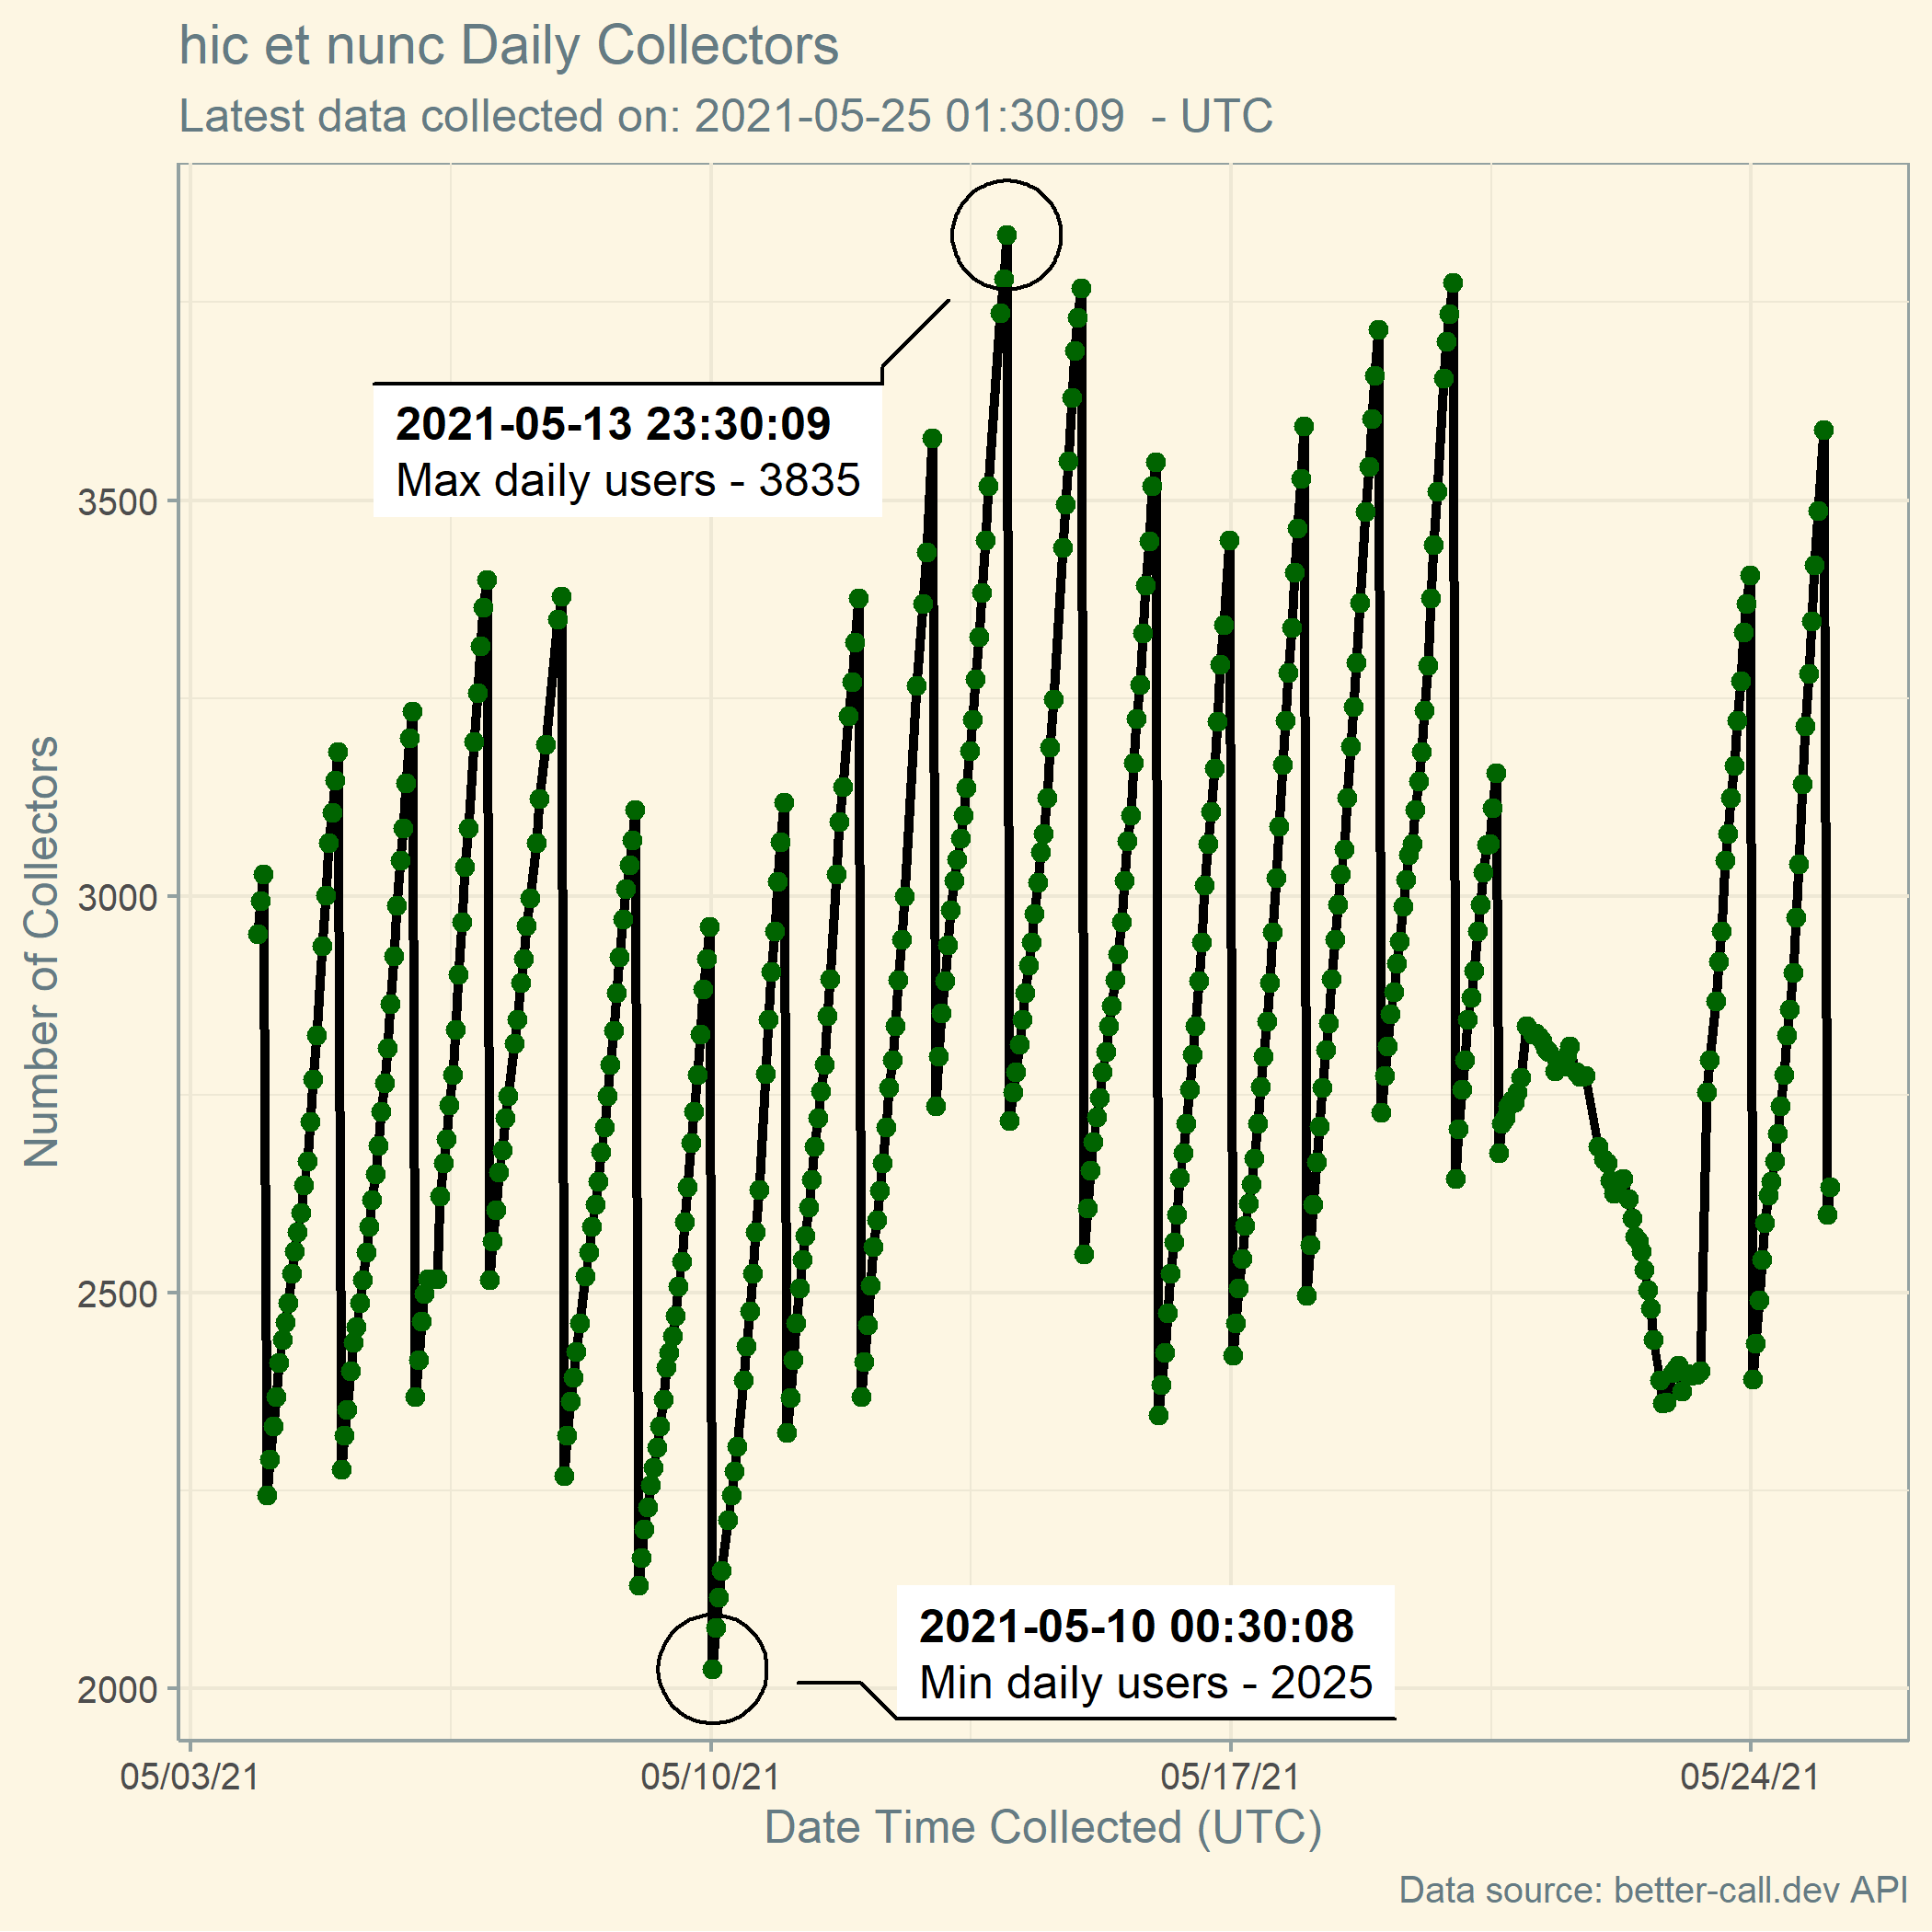 hic et nunc Daily Collectors
Latest data collected on: 2021-05-25 01:30:09  - UTC
2021-05-13 23:30:09
Max daily users - 3835
3500
3000
2500
2000
Number of Collectors
2021-05-10 00:30:08
Min daily users - 2025
05/03/21 05/10/21 05/17/21 05/24/21
Date Time Collected (UTC)
Data source: better-call.dev API